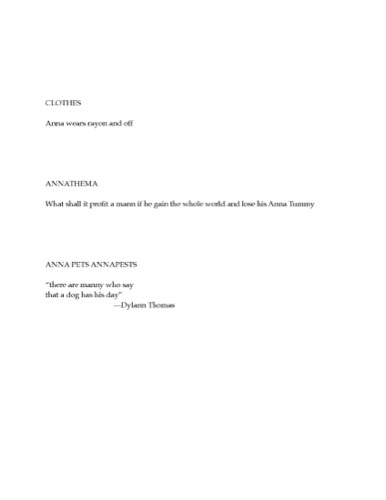 CLOTHES
Anna wears rayon and off
ANNATHEMA
What shall it profit a mann if he gain the whole world and lose his Anna Tummy
ANNA PETS ANNAPESTS
“there are manny who say
that a dog has his day”
—Dylann Thomas